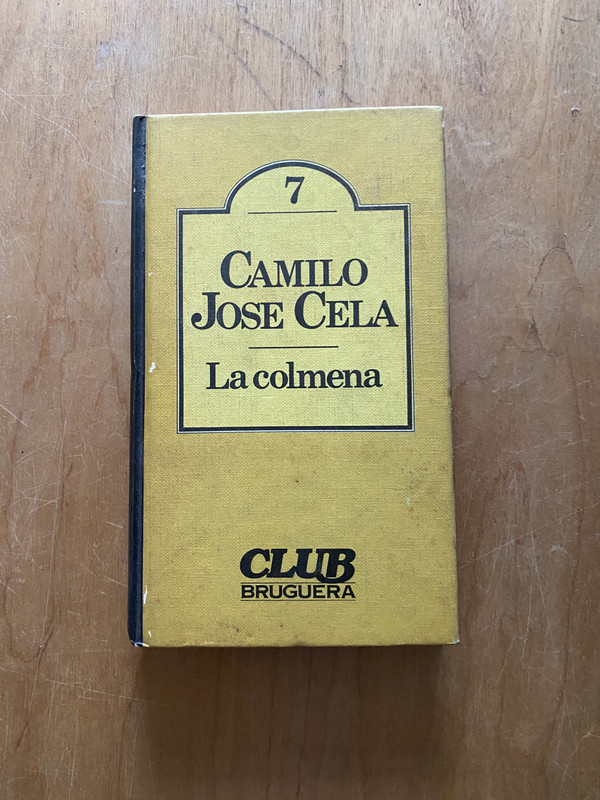 7
CAMILO
JOSE CELA
La colmena
CLUB
BRUGUERA